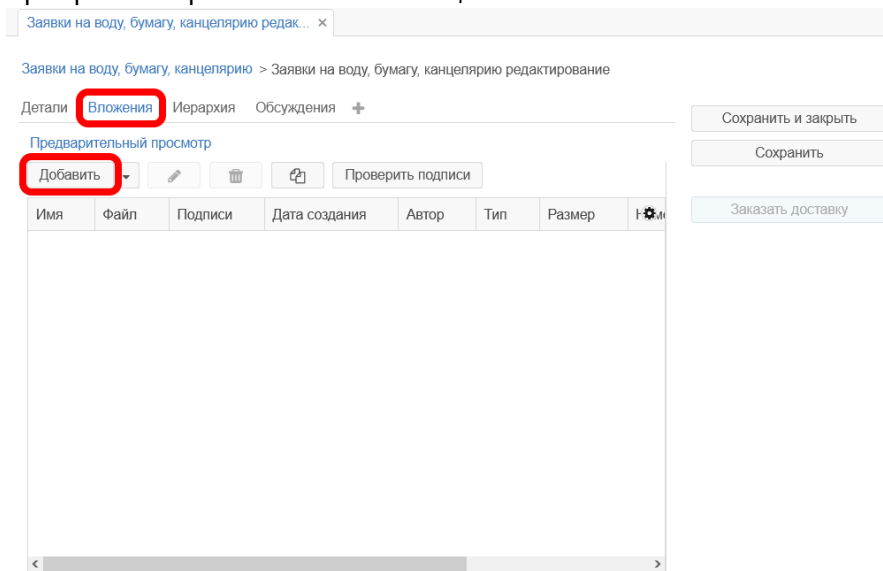 Заявки на воду, бумагу, канцелярию редак... ×
Заявки на воду, бумагу, канцелярию > Заявки на воду, бумагу, канцелярию редактирование
Детали Вложения Иерархия Обсуждения +
Сохранить и закрыть
Предварительный просмотр
Сохранить
Добавить Проверить подписи
Имя Файл Подписи Дата создания Автор Тип Размер
Заказать доставку